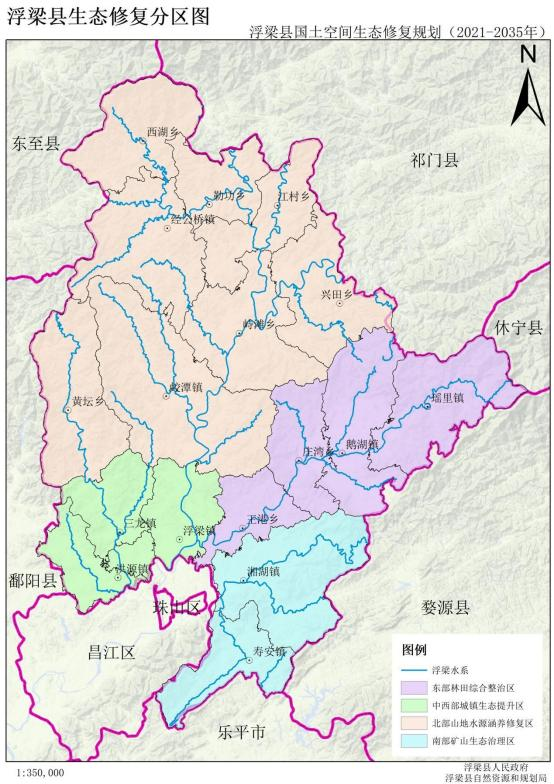 浮梁县生态修复分区图
浮梁县国土空间生态修复规划（2021-2035年）
N
东至县
祁门县
西湖乡
勒功乡
江村乡
经公桥镇
兴田乡
休宁县
峙滩乡
蛟潭镇
黄坛乡
瑶里镇
鹅湖镇
庄湾乡
王港乡
三龙镇
浮梁镇
洪源镇
湘湖镇
鄱阳县
珠山区
婺源县
昌江区
寿安镇
乐平市
图例
浮梁水系
东部林田综合整治区
中西部城镇生态提升区
北部山地水源涵养修复区
南部矿山生态治理区
1:350,000
浮梁县人民政府
浮梁县自然资源和规划局